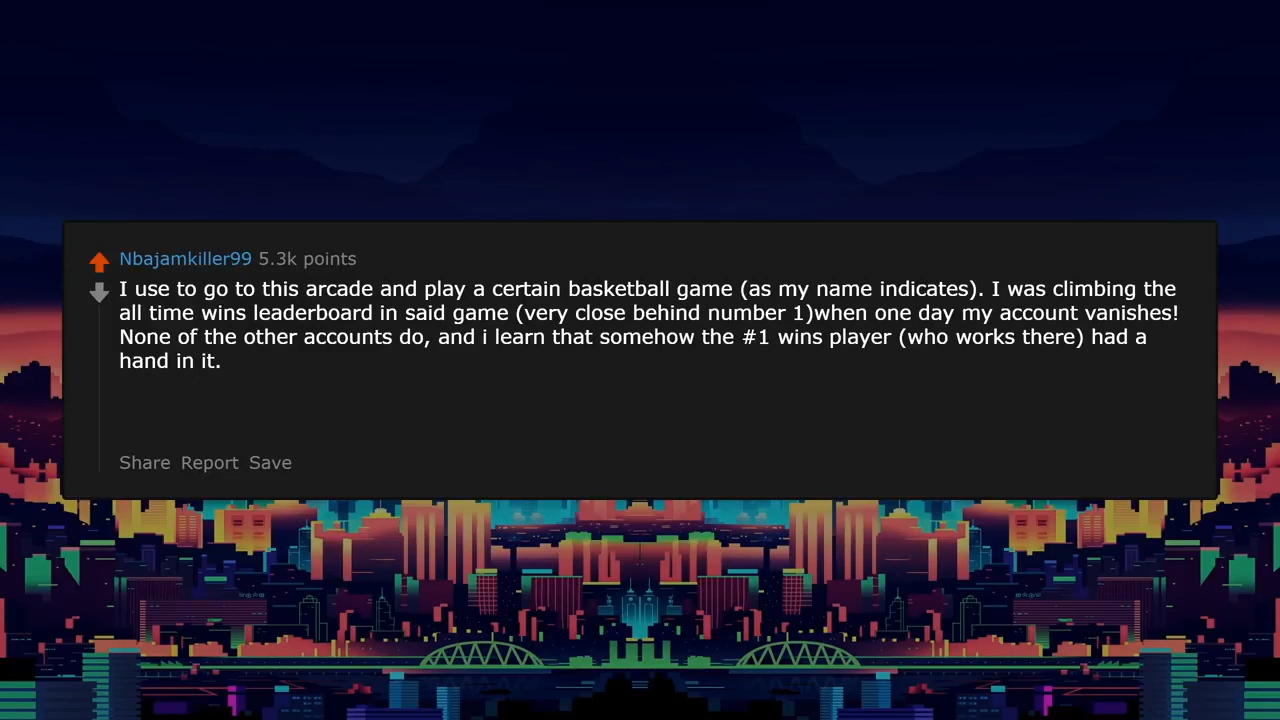 Nbajamkiller99 5.3k points
I use to go to this arcade and play a certain basketball game (as my name indicates). I was climbing the
all time wins leaderboard in said game (very close behind number 1)when one day my account vanishes!
None of the other accounts do, and i learn that somehow the #1 wins player (who works there) had a
hand in it.
Share Report Save